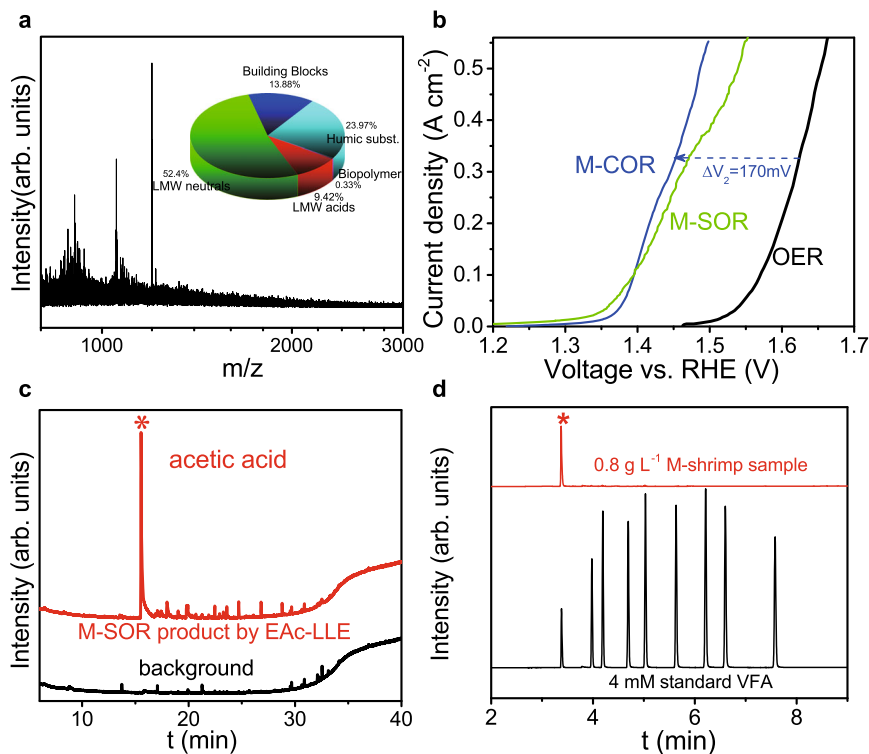 a
Intensity(arb. units)
Building Blocks
13.88%
23.97%
Humic subst.
Biopolymer
0.33%
9.42%
LMW acids
52.4%
LMW neutrals
1000
2000
3000
m/z
b
Current density (A cm-2)
0.5
0.4
0.3
0.2
0.1
0.0
M-COR
M-SOR
OER
ΔV2=170mV
1.2
1.3
1.4
1.5
1.6
1.7
Voltage vs. RHE (V)
c
Intensity (arb. units)
*
acetic acid
M-SOR product by EAc-LLE
background
10
20
30
40
t (min)
d
Intensity (arb. units)
*
0.8 g L-1 M-shrimp sample
4 mM standard VFA
2
4
6
8
t (min)